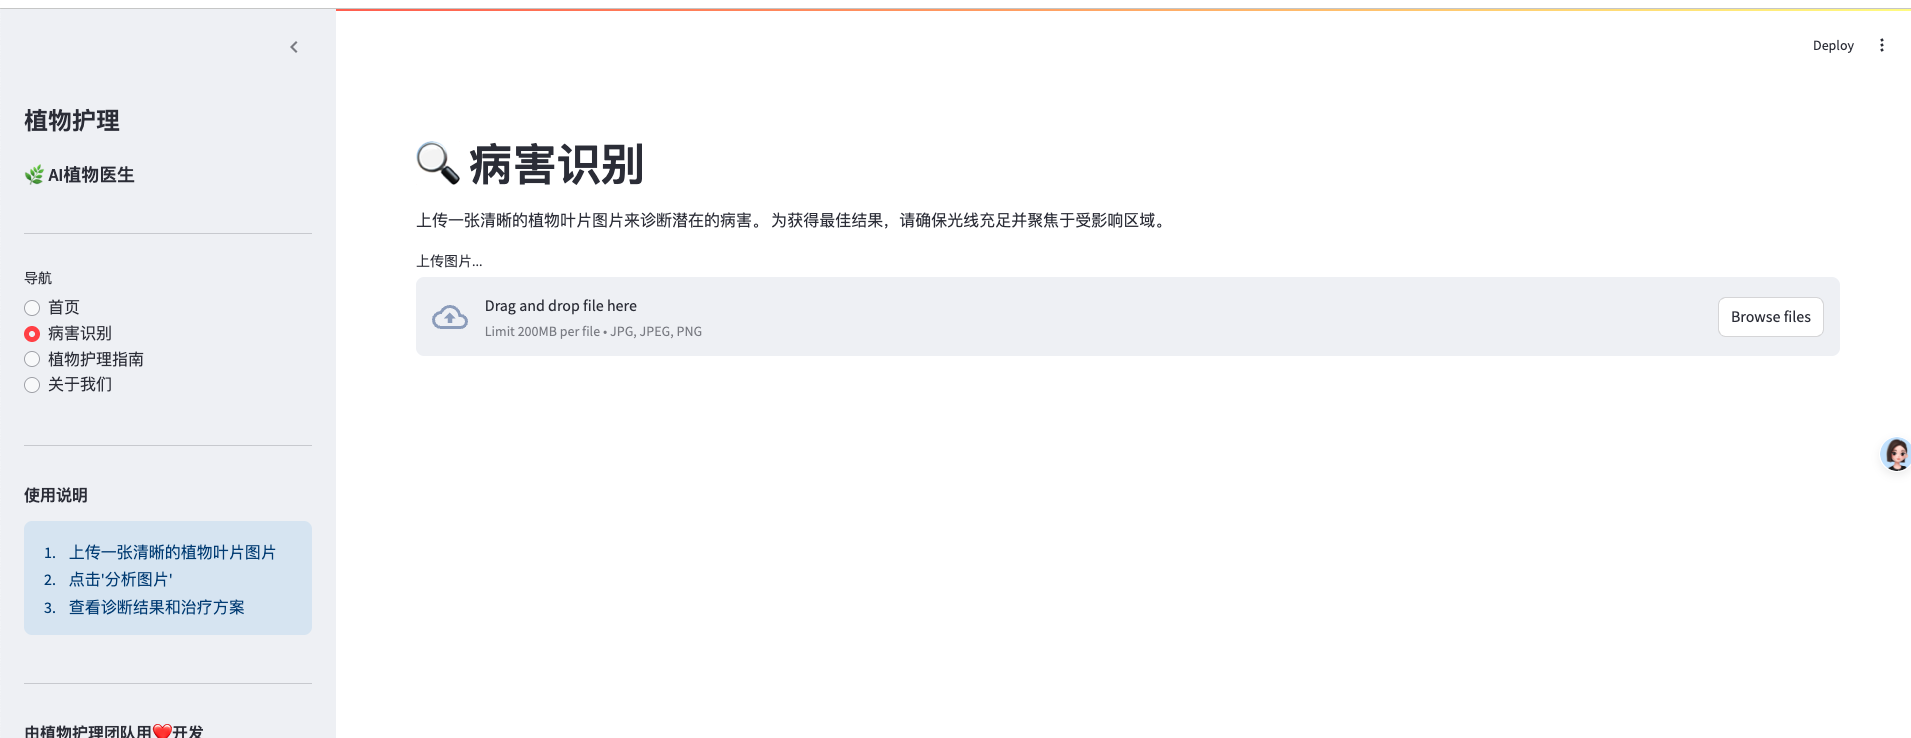 Deploy
植物护理
🌿 AI植物医生
导航
首页
病害识别
植物护理指南
关于我们
使用说明
1. 上传一张清晰的植物叶片图片
2. 点击'分析图片'
3. 查看诊断结果和治疗方案
由植物护理团队用❤️开发
🔍 病害识别
上传一张清晰的植物叶片图片来诊断潜在的病害。 为获得最佳结果，请确保光线充足并聚焦于受影响区域。
上传图片...
Drag and drop file here
Limit 200MB per file • JPG, JPEG, PNG
Browse files